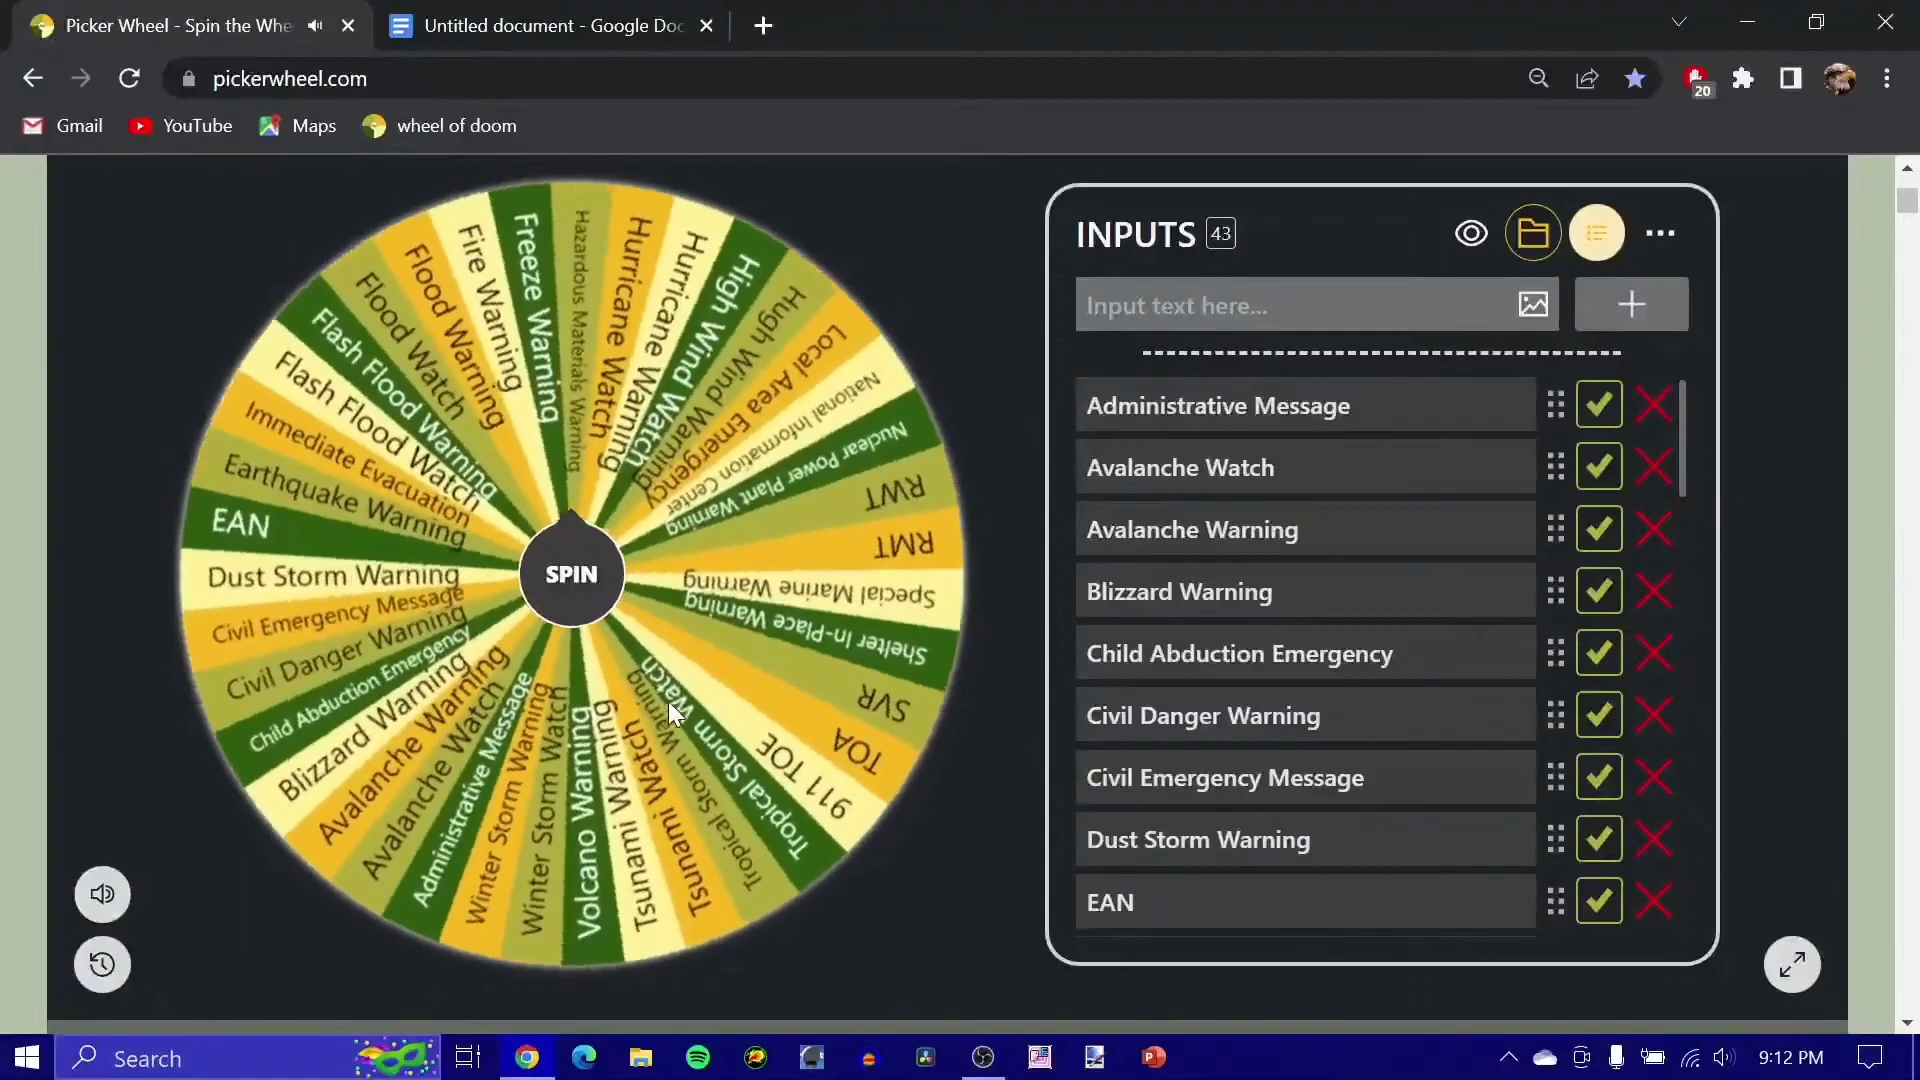 Picker Wheel - Spin the Whe
Untitled document - Google Doc
pickerwheel.com
20
Gmail
YouTube
Maps
wheel of doom
Hazardous Materials Warning
Hurricane Watch
Hurricane Warning
High Wind Watch
Hugh Wind Warning
Local Area Emergency
National Information Center
Nuclear Power Plant Warning
RWT
RMT
Special Marine Warning
Shelter In-Place Warning
SVR
TOA
911 TOE
Tropical Storm Watch
Tropical Storm Warning
Tsunami Watch
Tsunami Warning
Volcano Warning
Winter Storm Watch
Winter Storm Warning
Administrative Message
Avalanche Watch
Avalanche Warning
Blizzard Warning
Child Abduction Emergency
Civil Danger Warning
Civil Emergency Message
Dust Storm Warning
EAN
Earthquake Warning
Immediate Evacuation
Flash Flood Watch
Flash Flood Warning
Flood Watch
Flood Warning
Fire Warning
Freeze Warning
SPIN
INPUTS 43
Input text here...
Administrative Message
Avalanche Watch
Avalanche Warning
Blizzard Warning
Child Abduction Emergency
Civil Danger Warning
Civil Emergency Message
Dust Storm Warning
EAN
Search
9:12 PM